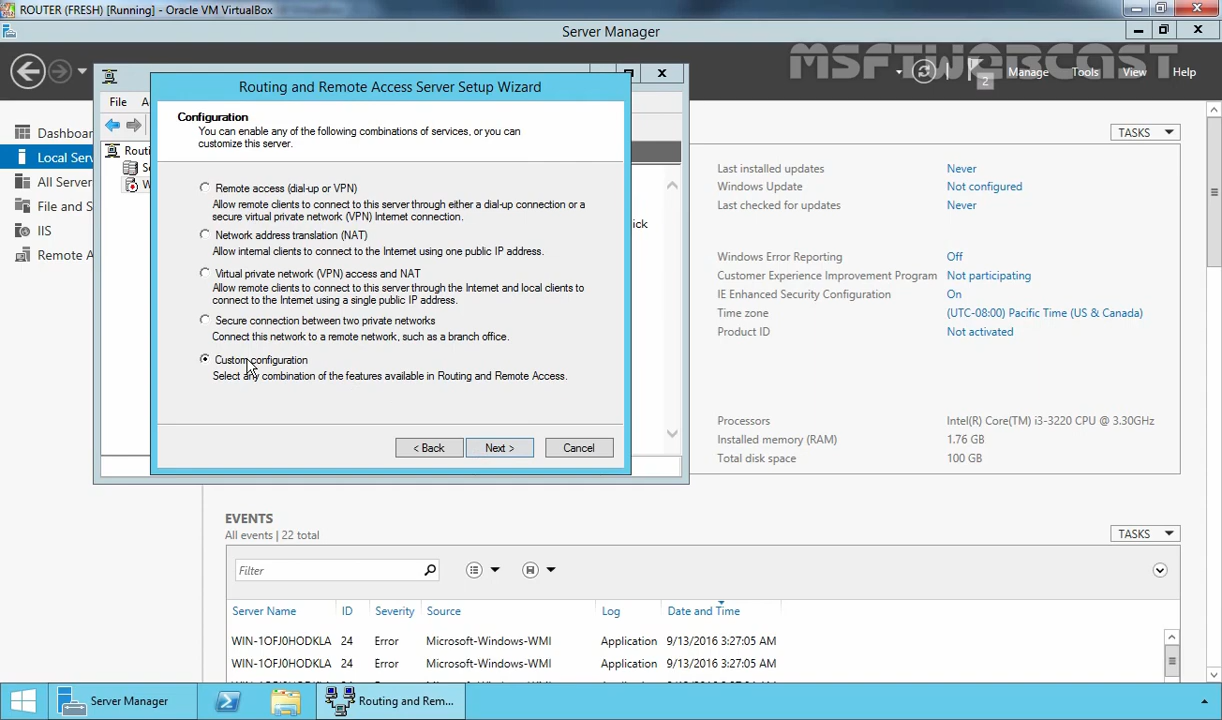 ROUTER (FRESH) [Running] - Oracle VM VirtualBox
Server Manager
MSFTWEBCAST
2
Manage
Tools
View
Help
File
Routing and Remote Access Server Setup Wizard
Configuration
You can enable any of the following combinations of services, or you can
customize this server.
Remote access (dial-up or VPN)
Allow remote clients to connect to this server through either a dial-up connection or a
secure virtual private network (VPN) Internet connection.
Network address translation (NAT)
Allow internal clients to connect to the Internet using one public IP address.
Virtual private network (VPN) access and NAT
Allow remote clients to connect to this server through the Internet and local clients to
connect to the Internet using a single public IP address.
Secure connection between two private networks
Connect this network to a remote network, such as a branch office.
Custom configuration
Select any combination of the features available in Routing and Remote Access.
< Back
Next >
Cancel
Dashboar
Local Serv
All Server
File and S
IIS
Remote A
Routi
ick
TASKS
Last installed updates
Never
Windows Update
Not configured
Last checked for updates
Never
Windows Error Reporting
Off
Customer Experience Improvement Program
Not participating
IE Enhanced Security Configuration
On
Time zone
(UTC-08:00) Pacific Time (US & Canada)
Product ID
Not activated
Processors
Intel(R) Core(TM) i3-3220 CPU @ 3.30GHz
Installed memory (RAM)
1.76 GB
Total disk space
100 GB
EVENTS
All events | 22 total
TASKS
Filter
Server Name
ID
Severity
Source
Log
Date and Time
WIN-1OFJ0HODKLA 24 Error Microsoft-Windows-WMI Application 9/13/2016 3:27:05 AM
WIN-1OFJ0HODKLA 24 Error Microsoft-Windows-WMI Application 9/13/2016 3:27:05 AM
Server Manager
Routing and Rem...